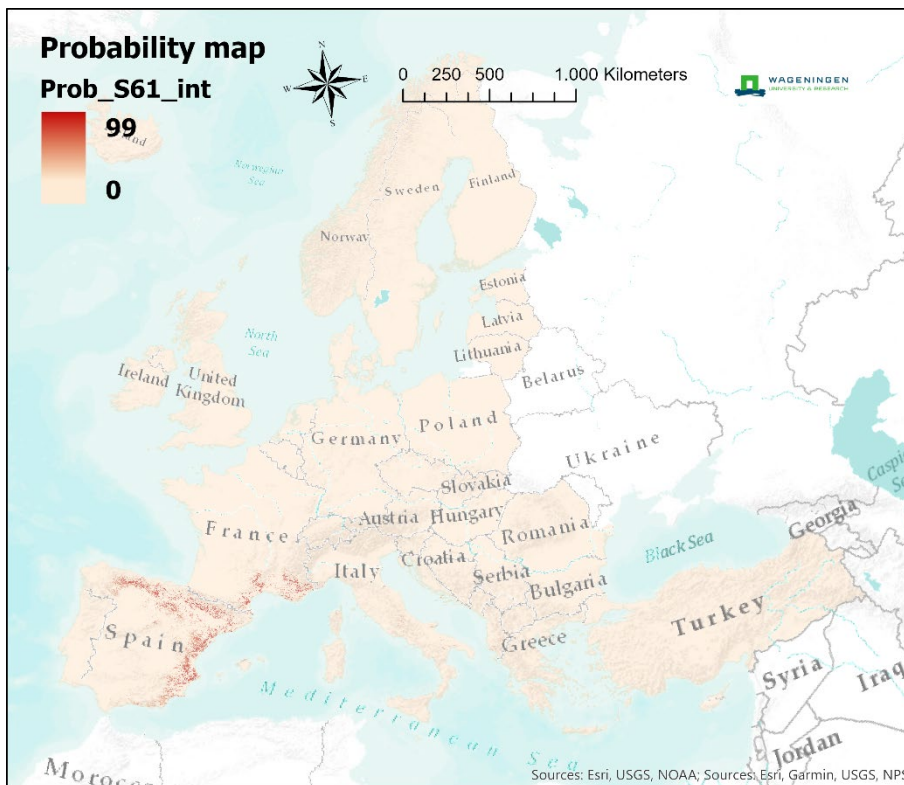 Probability map
Prob_S61_int
99
0
N
W
E
S
0 250 500 1.000 Kilometers
WAGENINGEN
UNIVERSITY & RESEARCH
Norwegian
Sea
Sweden
Finland
Norway
Estonia
North
Sea
Latvia
Lithuania
Ireland
United
Kingdom
Belarus
Germany
Poland
Ukraine
Slovakia
France
Austria
Hungary
Romania
Georgia
Croatia
Black Sea
Italy
Serbia
Bulgaria
Spain
Turkey
Greece
Syria
Iraq
Mediterranean Sea
Jordan
Sources: Esri, USGS, NOAA; Sources: Esri, Garmin, USGS, NPS